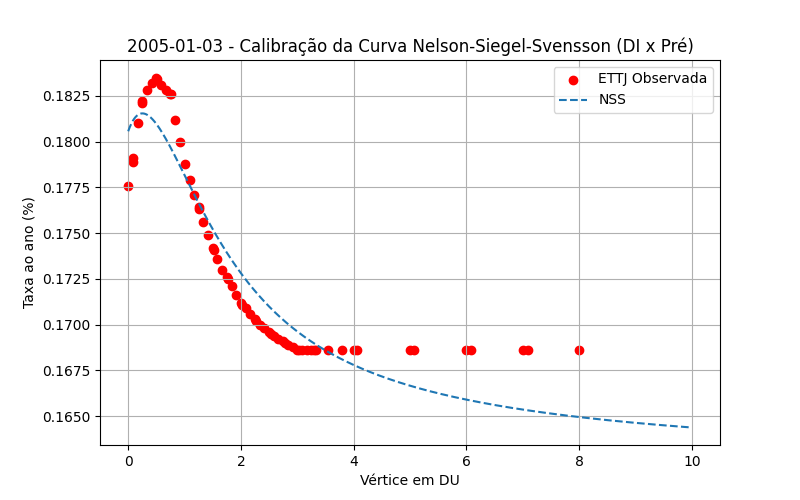 2005-01-03 - Calibração da Curva Nelson-Siegel-Svensson (DI x Pré)
ETTJ Observada
NSS
Taxa ao ano (%)
0.1825
0.1800
0.1775
0.1750
0.1725
0.1700
0.1675
0.1650
0 2 4 6 8 10
Vértice em DU